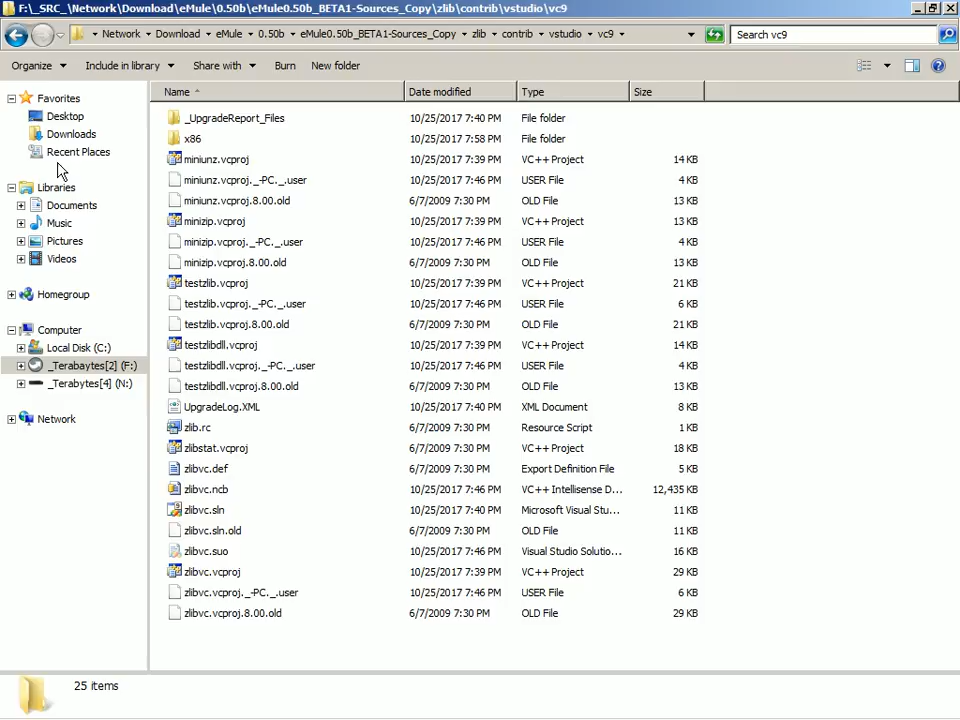 F:\_SRC_\Network\Download\eMule\0.50b\eMule0.50b_BETA1-Sources_Copy\zlib\contrib\vstudio\vc9
Network Download eMule 0.50b eMule0.50b_BETA1-Sources_Copy zlib contrib vstudio vc9 Search vc9
Organize Include in library Share with Burn New folder
Name Date modified Type Size
Favorites
Desktop
Downloads
Recent Places
Libraries
Documents
Music
Pictures
Videos
Homegroup
Computer
Local Disk (C:)
_Terabaytes[2] (F:)
_Terabytes[4] (N:)
Network
_UpgradeReport_Files 10/25/2017 7:40 PM File folder
x86 10/25/2017 7:58 PM File folder
miniunz.vcproj 10/25/2017 7:39 PM VC++ Project 14 KB
miniunz.vcproj._-PC._.user 10/25/2017 7:46 PM USER File 4 KB
miniunz.vcproj.8.00.old 6/7/2009 7:30 PM OLD File 13 KB
minizip.vcproj 10/25/2017 7:39 PM VC++ Project 13 KB
minizip.vcproj._-PC._.user 10/25/2017 7:46 PM USER File 4 KB
minizip.vcproj.8.00.old 6/7/2009 7:30 PM OLD File 13 KB
testzlib.vcproj 10/25/2017 7:39 PM VC++ Project 21 KB
testzlib.vcproj._-PC._.user 10/25/2017 7:46 PM USER File 6 KB
testzlib.vcproj.8.00.old 6/7/2009 7:30 PM OLD File 21 KB
testzlibdll.vcproj 10/25/2017 7:39 PM VC++ Project 14 KB
testzlibdll.vcproj._-PC._.user 10/25/2017 7:46 PM USER File 4 KB
testzlibdll.vcproj.8.00.old 6/7/2009 7:30 PM OLD File 13 KB
UpgradeLog.XML 10/25/2017 7:40 PM XML Document 8 KB
zlib.rc 6/7/2009 7:30 PM Resource Script 1 KB
zlibstat.vcproj 10/25/2017 7:39 PM VC++ Project 18 KB
zlibvc.def 6/7/2009 7:30 PM Export Definition File 5 KB
zlibvc.ncb 10/25/2017 7:46 PM VC++ Intellisense D... 12,435 KB
zlibvc.sln 10/25/2017 7:40 PM Microsoft Visual Stu... 11 KB
zlibvc.sln.old 6/7/2009 7:30 PM OLD File 11 KB
zlibvc.suo 10/25/2017 7:46 PM Visual Studio Solutio... 16 KB
zlibvc.vcproj 10/25/2017 7:39 PM VC++ Project 29 KB
zlibvc.vcproj._-PC._.user 10/25/2017 7:46 PM USER File 6 KB
zlibvc.vcproj.8.00.old 6/7/2009 7:30 PM OLD File 29 KB
25 items